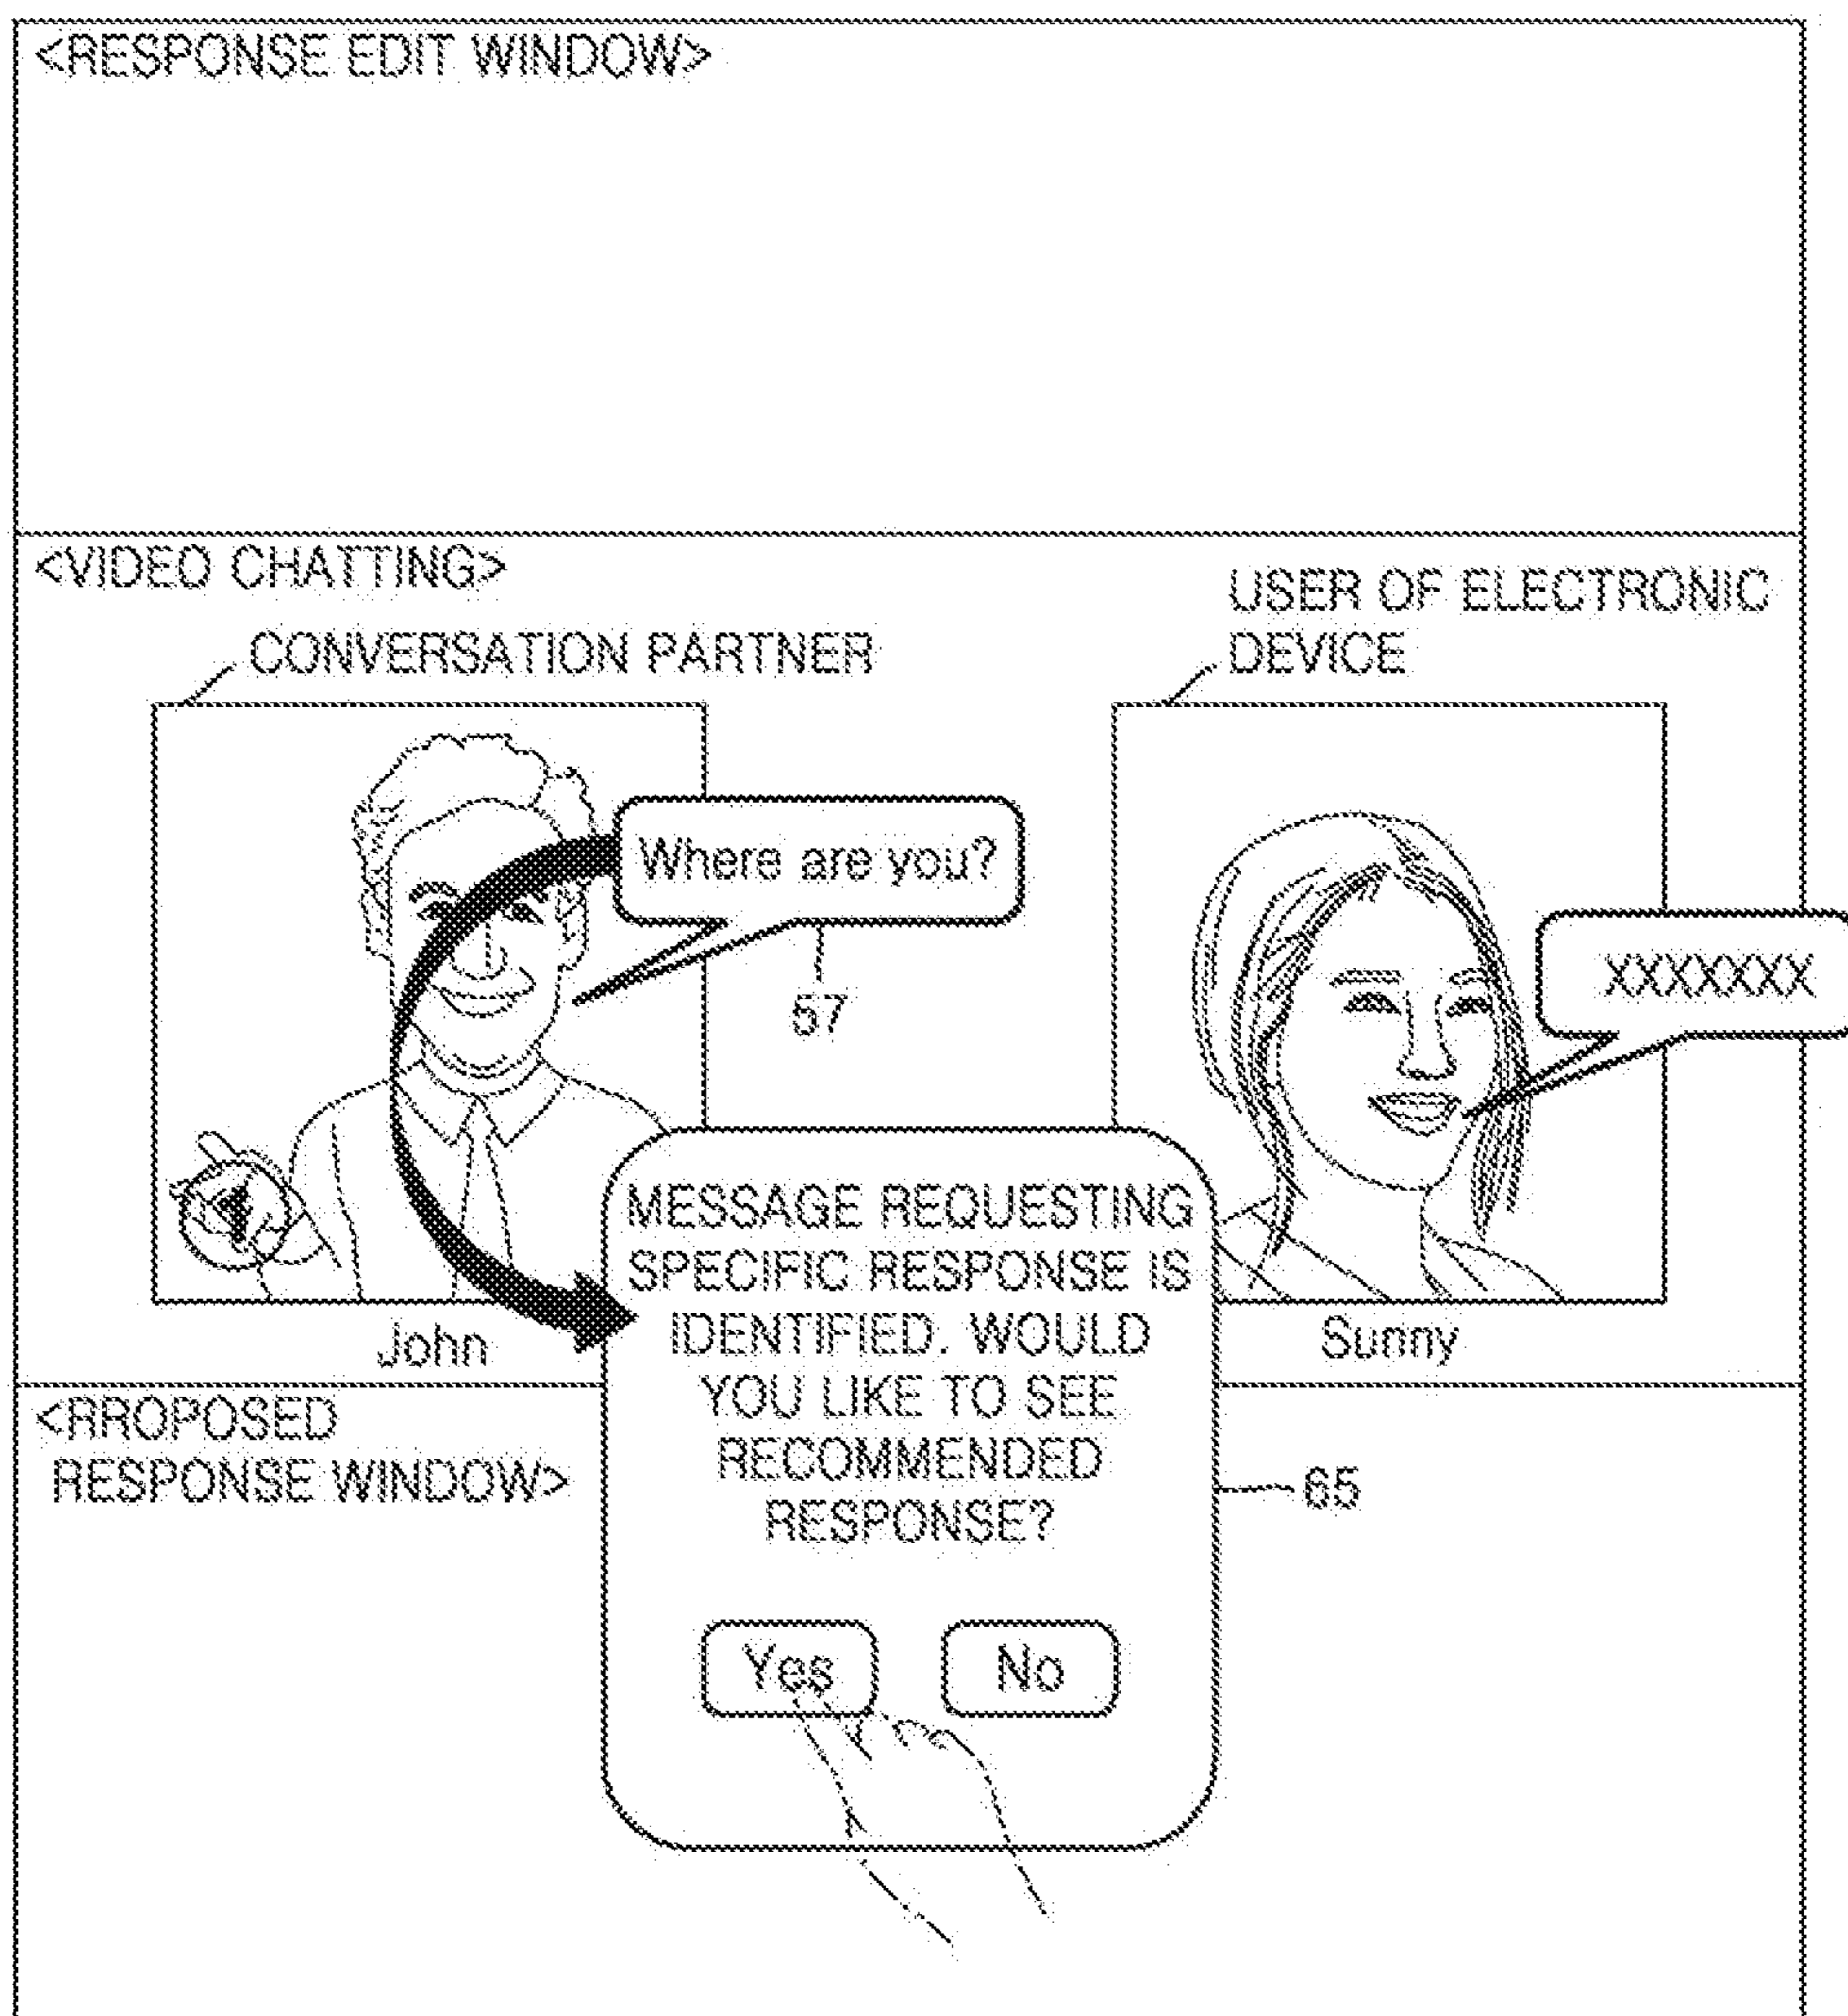 <RESPONSE EDIT WINDOW>
<VIDEO CHATTING>
CONVERSATION PARTNER
USER OF ELECTRONIC
DEVICE
Where are you?
57
XXXXXXX
MESSAGE REQUESTING
SPECIFIC RESPONSE IS
IDENTIFIED. WOULD
YOU LIKE TO SEE
RECOMMENDED
RESPONSE?
John
Sunny
<RROPOSED
RESPONSE WINDOW>
65
Yes
No